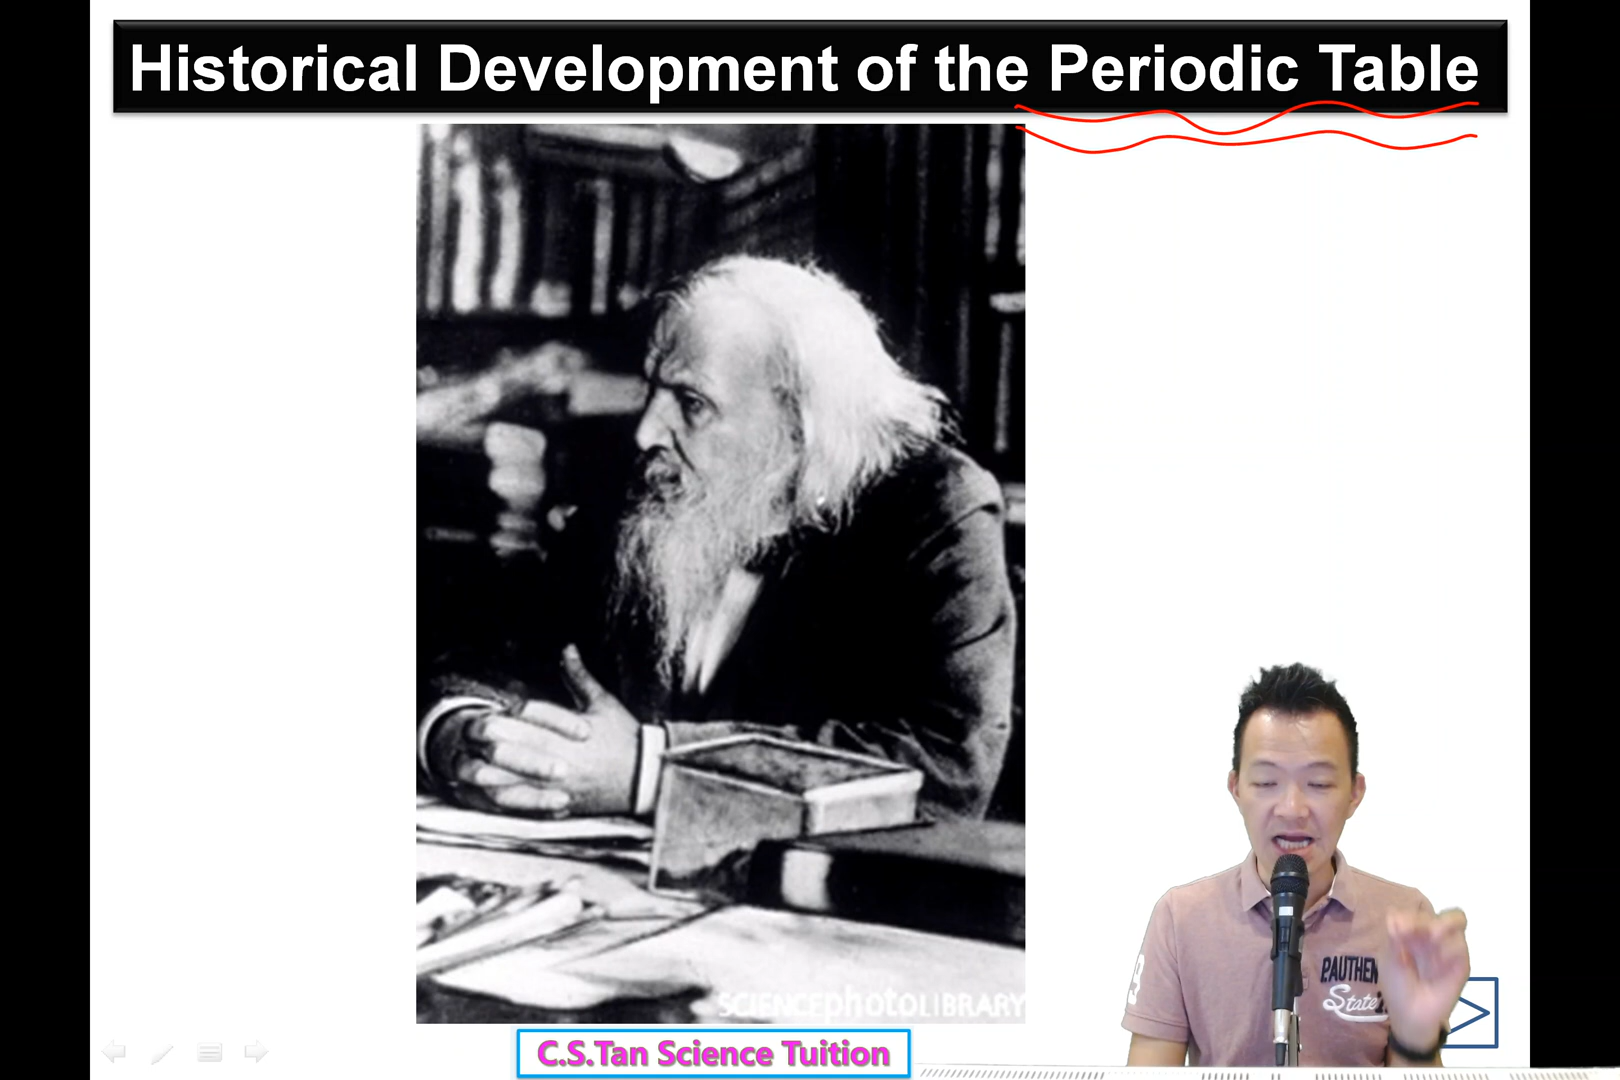 Historical Development of the Periodic Table
SCIENCEphotoLIBRARY
PAUTHEN
State
C.S.Tan Science Tuition